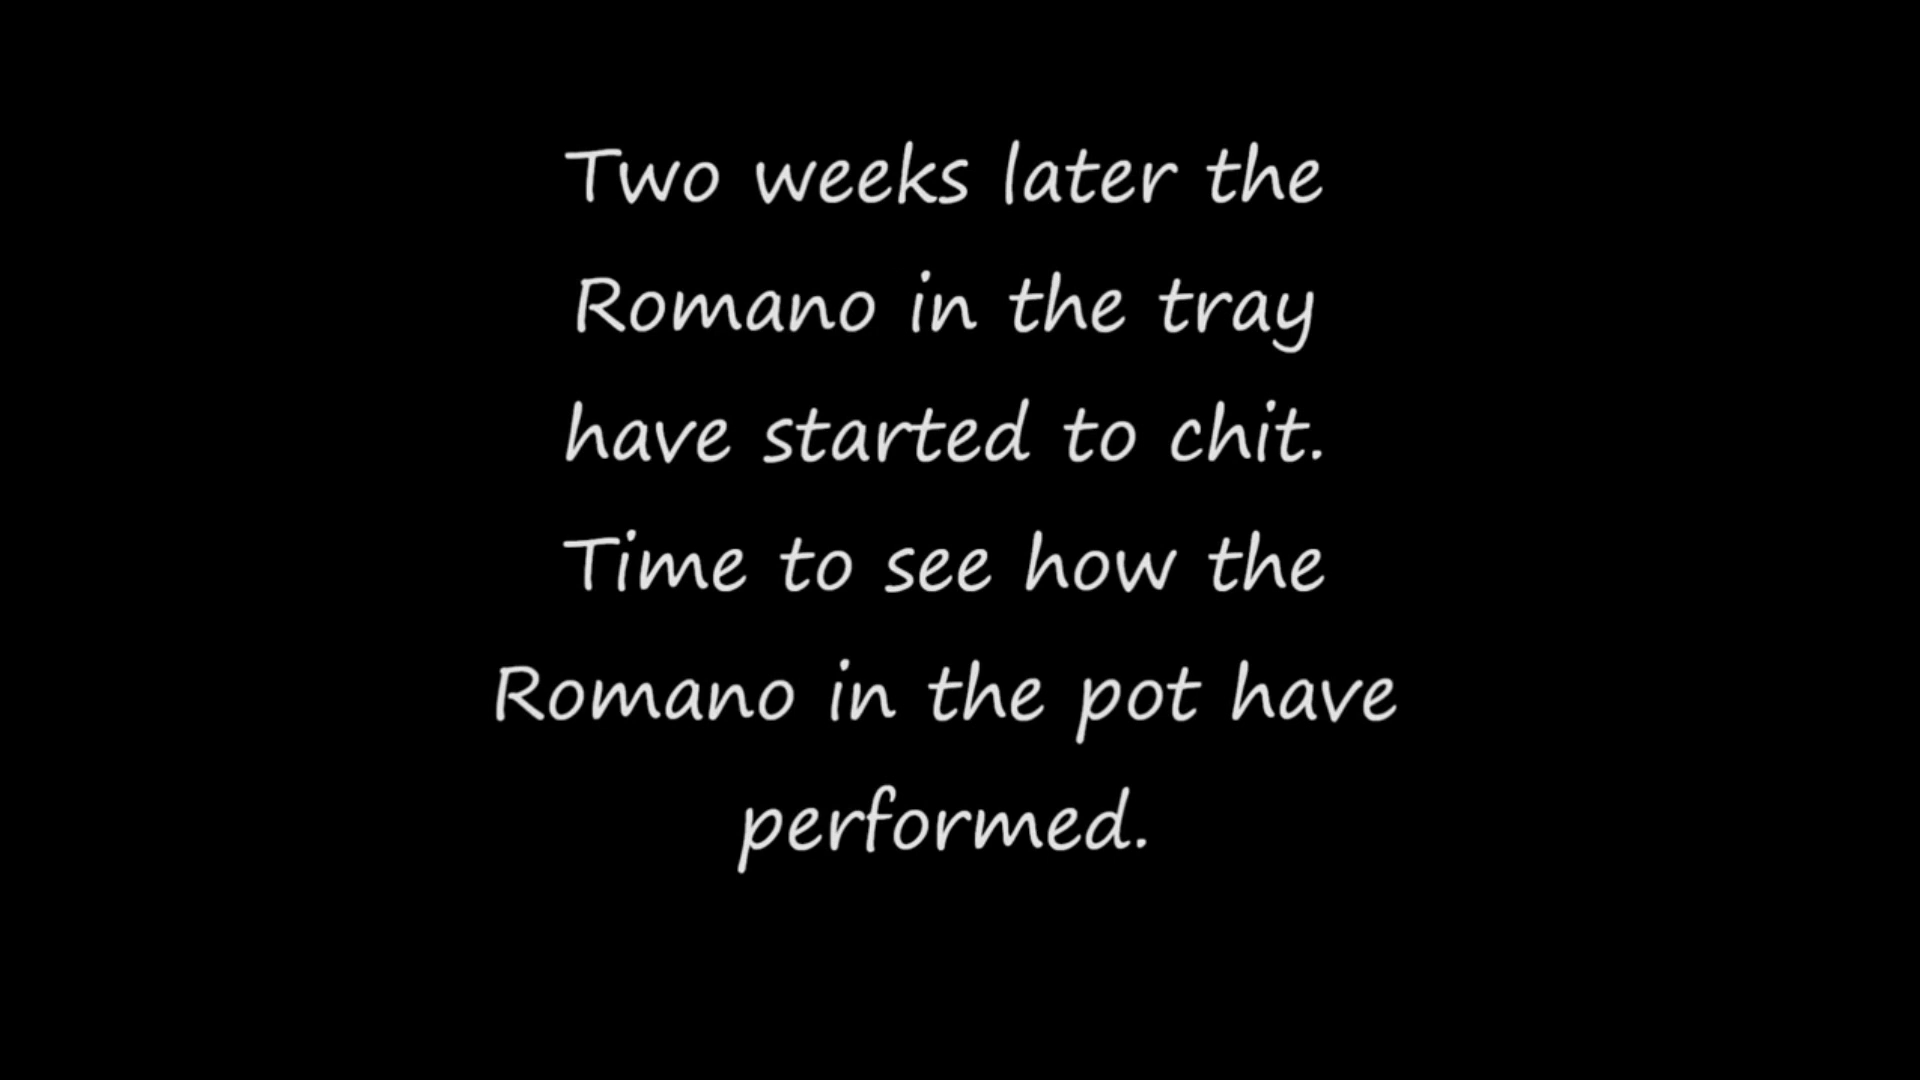 Two weeks later the
Romano in the tray
have started to chit.
Time to see how the
Romano in the pot have
performed.